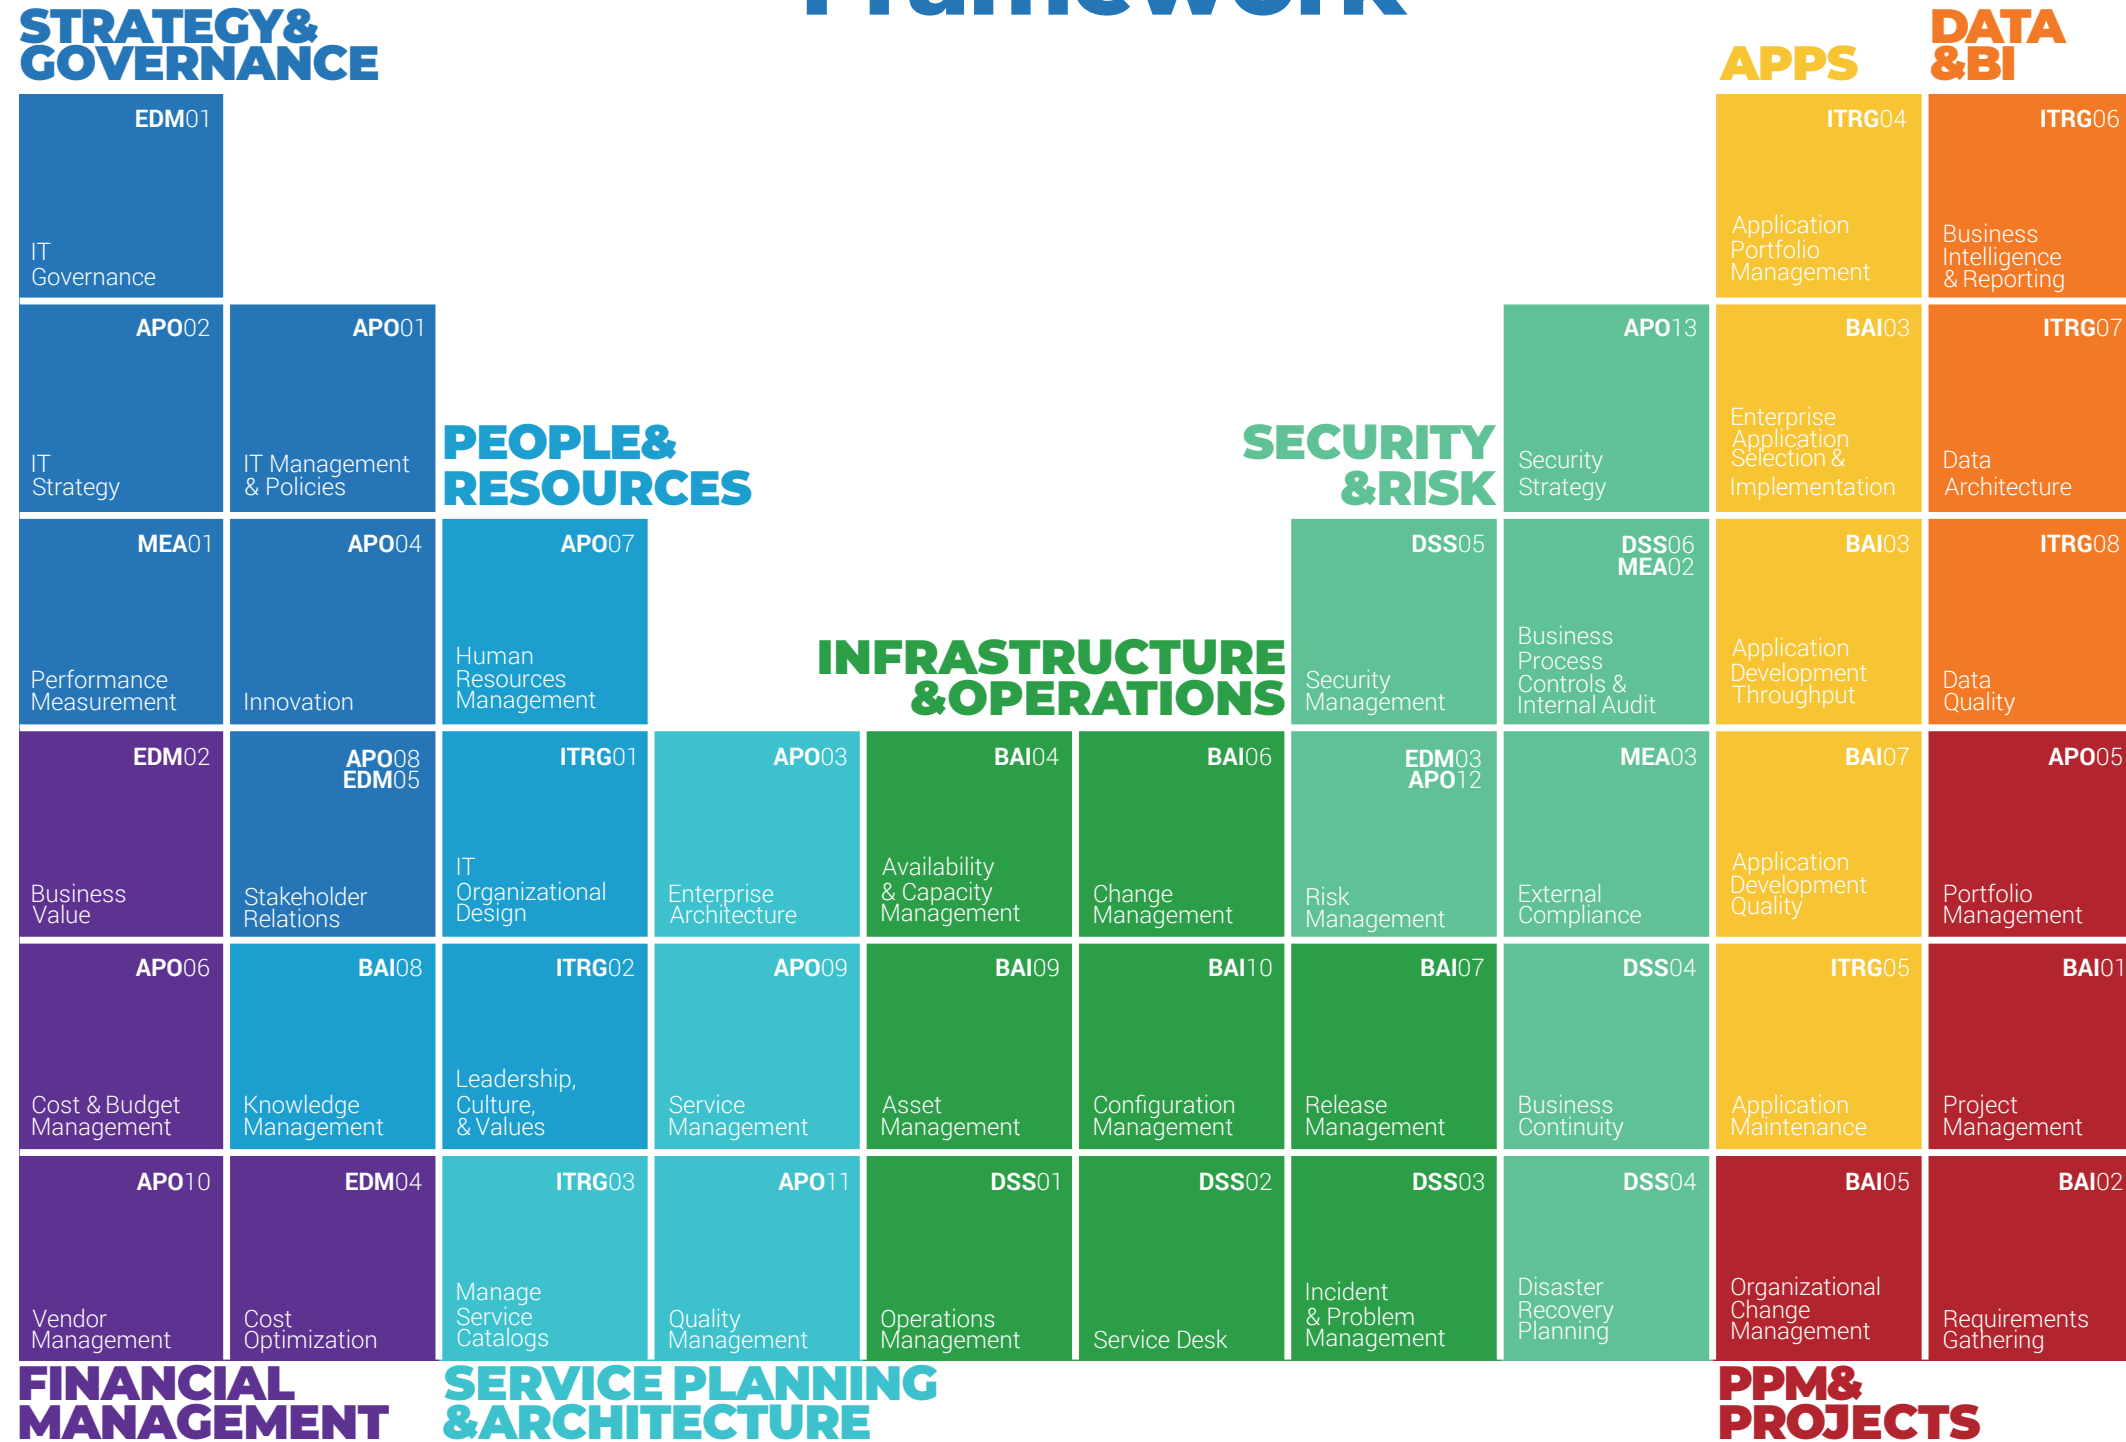 Framework
STRATEGY&
GOVERNANCE
APPS
DATA
&BI
EDM01
IT
Governance
ITRG04
Application
Portfolio
Management
ITRG06
Business
Intelligence
& Reporting
APO02
IT
Strategy
APO01
IT Management
& Policies
PEOPLE&
RESOURCES
SECURITY
&RISK
APO13
Security
Strategy
BAI03
Enterprise
Application
Selection &
Implementation
ITRG07
Data
Architecture
MEA01
Performance
Measurement
APO04
Innovation
APO07
Human
Resources
Management
INFRASTRUCTURE
&OPERATIONS
DSS05
Security
Management
DSS06
MEA02
Business
Process
Controls &
Internal Audit
BAI03
Application
Development
Throughput
ITRG08
Data
Quality
EDM02
Business
Value
APO08
EDM05
Stakeholder
Relations
ITRG01
IT
Organizational
Design
APO03
Enterprise
Architecture
BAI04
Availability
& Capacity
Management
BAI06
Change
Management
EDM03
APO12
Risk
Management
MEA03
External
Compliance
BAI07
Application
Development
Quality
APO05
Portfolio
Management
APO06
Cost & Budget
Management
BAI08
Knowledge
Management
ITRG02
Leadership,
Culture,
& Values
APO09
Service
Management
BAI09
Asset
Management
BAI10
Configuration
Management
BAI07
Release
Management
DSS04
Business
Continuity
ITRG05
Application
Maintenance
BAI01
Project
Management
APO10
Vendor
Management
EDM04
Cost
Optimization
ITRG03
Manage
Service
Catalogs
APO11
Quality
Management
DSS01
Operations
Management
DSS02
Service Desk
DSS03
Incident
& Problem
Management
DSS04
Disaster
Recovery
Planning
BAI05
Organizational
Change
Management
BAI02
Requirements
Gathering
FINANCIAL
MANAGEMENT
SERVICE PLANNING
&ARCHITECTURE
PPM&
PROJECTS